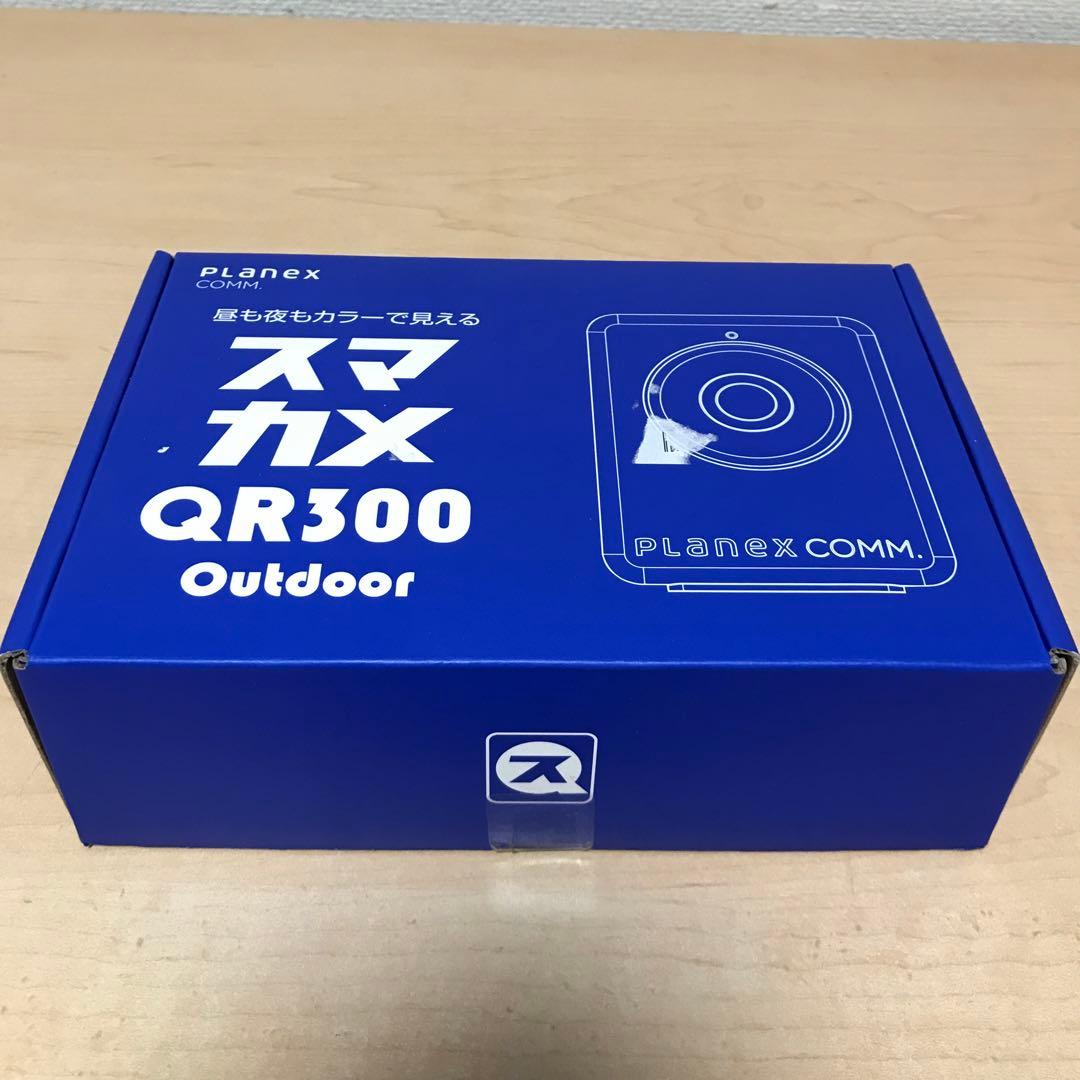 PLanex
COMM.
昼も夜もカラーで見える
スマ
カメ
QR300
Outdoor
PLanex COMM.
ス